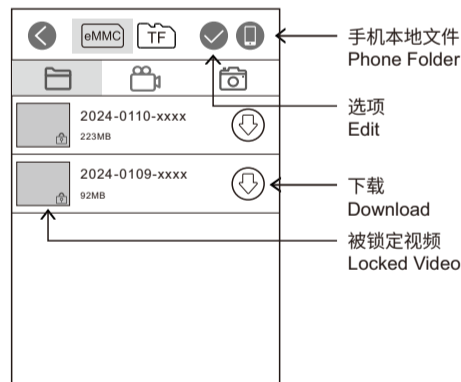 eMMC
TF
手机本地文件
Phone Folder
选项
Edit
2024-0110-xxxx
223MB
2024-0109-xxxx
92MB
下载
Download
被锁定视频
Locked Video